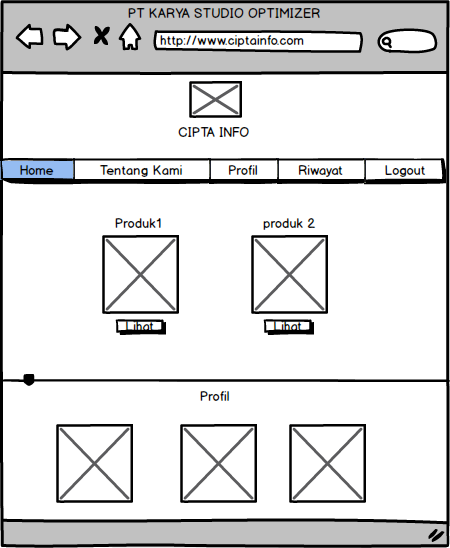 PT KARYA STUDIO OPTIMIZER
http://www.ciptainfo.com
CIPTA INFO
Home Tentang Kami Profil Riwayat Logout
Produk1 produk 2
Lihat Lihat
Profil